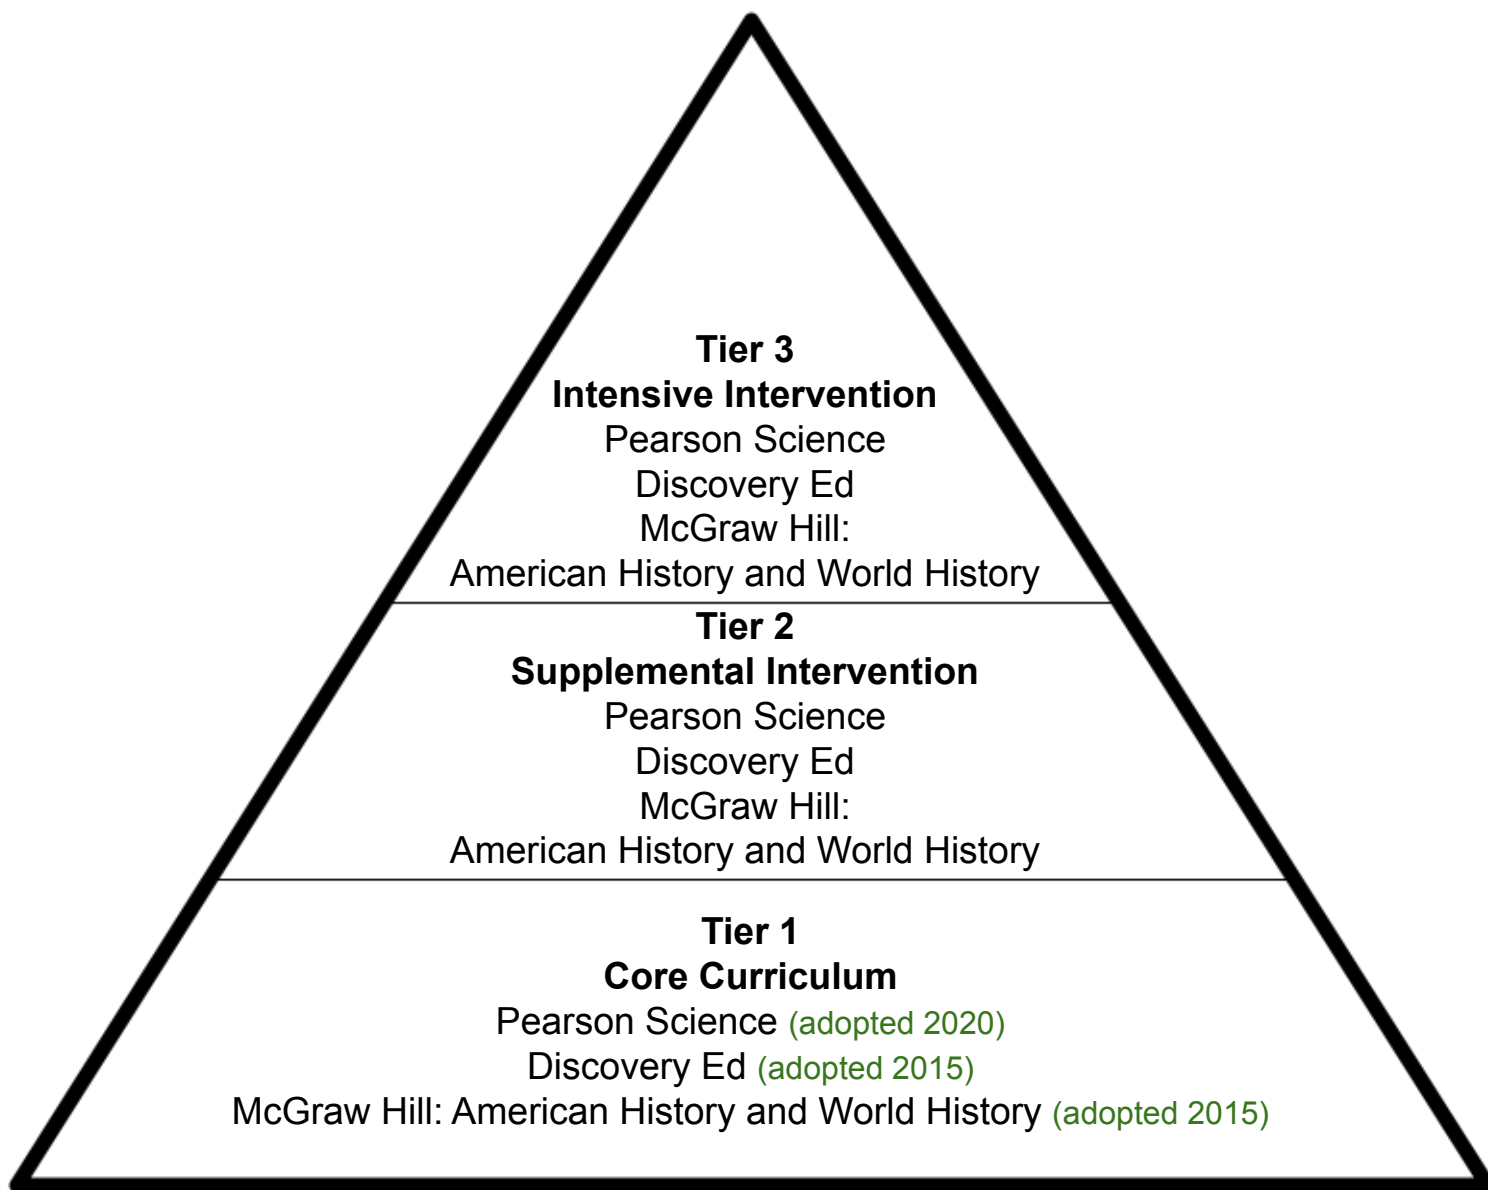 Tier 3
Intensive Intervention
Pearson Science
Discovery Ed
McGraw Hill:
American History and World History
Tier 2
Supplemental Intervention
Pearson Science
Discovery Ed
McGraw Hill:
American History and World History
Tier 1
Core Curriculum
Pearson Science (adopted 2020)
Discovery Ed (adopted 2015)
McGraw Hill: American History and World History (adopted 2015)